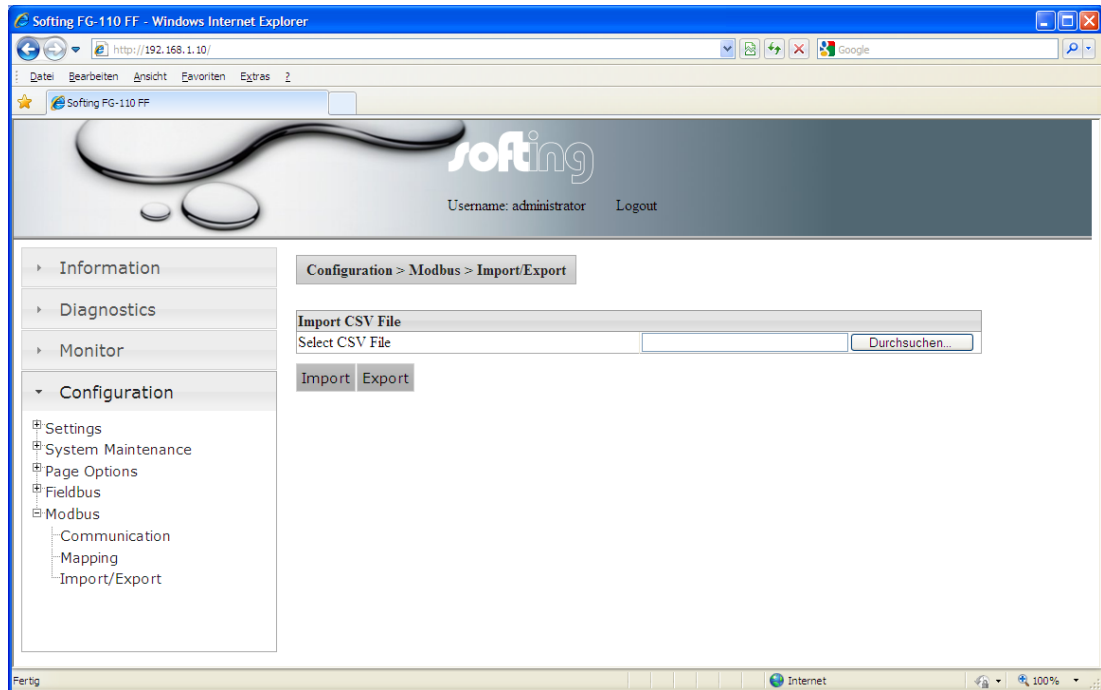 Softing FG-110 FF - Windows Internet Explorer
http://192.168.1.10/
Google
Datei Bearbeiten Ansicht Favoriten Extras ?
Softing FG-110 FF
softing
Username: administrator Logout
Information
Diagnostics
Monitor
Configuration
Settings
System Maintenance
Page Options
Fieldbus
Modbus
Communication
Mapping
Import/Export
Configuration > Modbus > Import/Export
Import CSV File
Select CSV File Durchsuchen...
Import Export
Fertig Internet 100%